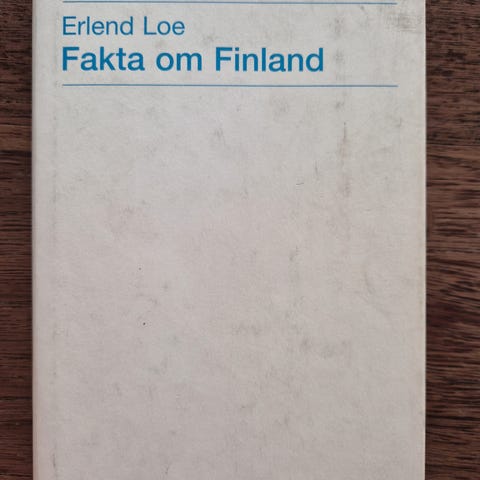 Erlend Loe
Fakta om Finland